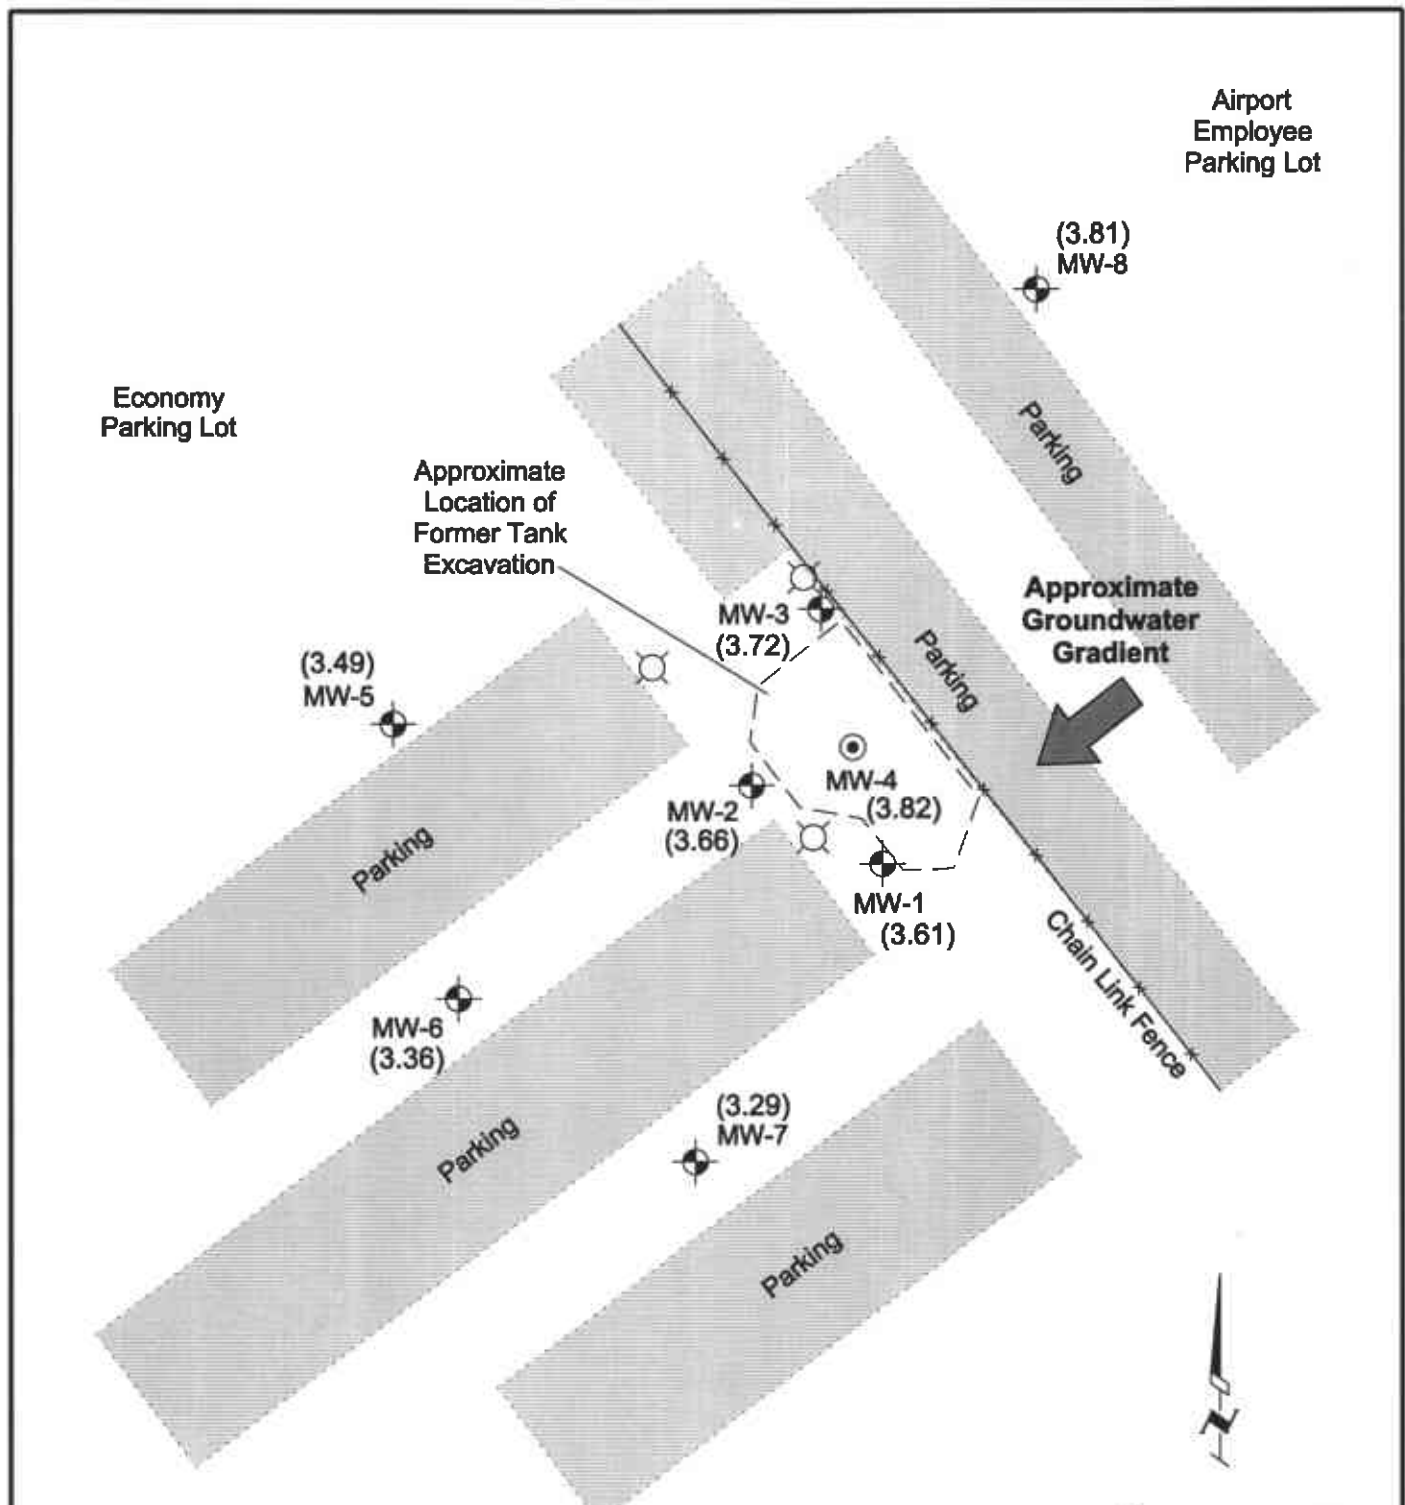 Airport
Employee
Parking Lot
(3.81)
MW-8
Economy
Parking Lot
Parking
Approximate
Location of
Former Tank
Excavation
Approximate
Groundwater
Gradient
MW-3
(3.72)
Parking
(3.49)
MW-5
MW-4
(3.82)
MW-2
(3.66)
Parking
MW-1
(3.61)
Chain Link Fence
MW-6
(3.36)
(3.29)
MW-7
Parking
Parking
N